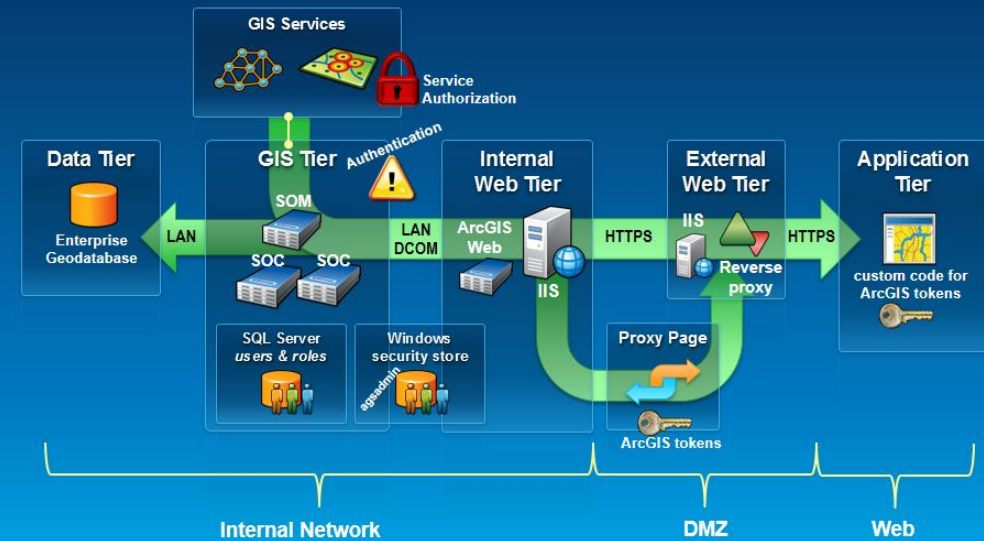 GIS Services
Service
Authorization
Data Tier
Enterprise
Geodatabase
LAN
GIS Tier
Authentication
SOM
SOC
SOC
SQL Server
users & roles
Windows
security store
agsadmin
LAN
DCOM
Internal
Web Tier
ArcGIS
Web
IIS
HTTPS
External
Web Tier
IIS
Reverse
proxy
HTTPS
Proxy Page
ArcGIS tokens
Application
Tier
custom code for
ArcGIS tokens
Internal Network
DMZ
Web